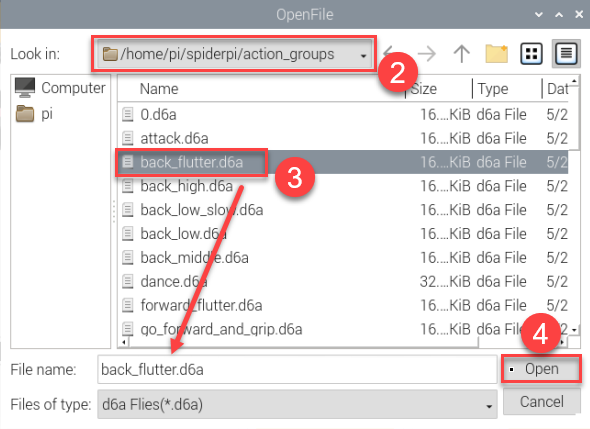 OpenFile
Look in: /home/pi/spiderpi/action_groups
2
Computer
pi
Name Size Type Dat
0.d6a 16....KiB d6a File 5/2
attack.d6a 16....KiB d6a File 5/2
back_flutter.d6a 16....KiB d6a File 5/2
3
back_high.d6a 16....KiB d6a File 5/2
back_low_slow.d6a 16....KiB d6a File 5/2
back_low.d6a 16....KiB d6a File 5/2
back_middle.d6a 16....KiB d6a File 5/2
dance.d6a 32....KiB d6a File 5/2
forward_flutter.d6a 16....KiB d6a File 5/2
go_forward_and_grip.d6a 16....KiB d6a File 5/2
4
File name: back_flutter.d6a Open
Files of type: d6a Flies(*.d6a) Cancel